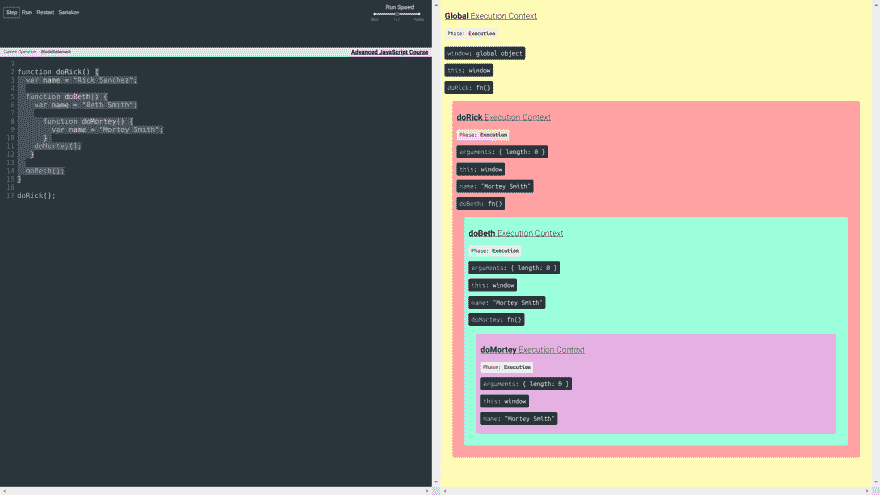 Step Run Restart Serialize
Run Speed
Slow 1x Faster
Current Operation: BlockStatement
Advanced JavaScript Course
1
2 function doRick() {
3 var name = "Rick Sanchez";
4
5 function doBeth() {
6 var name = "Beth Smith";
7
8 function doMortey() {
9 var name = "Mortey Smith";
10 }
11 doMortey();
12 }
13
14 doBeth();
15 }
16
17 doRick();
Global Execution Context
Phase: Execution
window: global object
this: window
doRick: fn()
doRick Execution Context
Phase: Execution
arguments: { length: 0 }
this: window
name: "Mortey Smith"
doBeth: fn()
doBeth Execution Context
Phase: Execution
arguments: { length: 0 }
this: window
name: "Mortey Smith"
doMortey: fn()
doMortey Execution Context
Phase: Execution
arguments: { length: 0 }
this: window
name: "Mortey Smith"